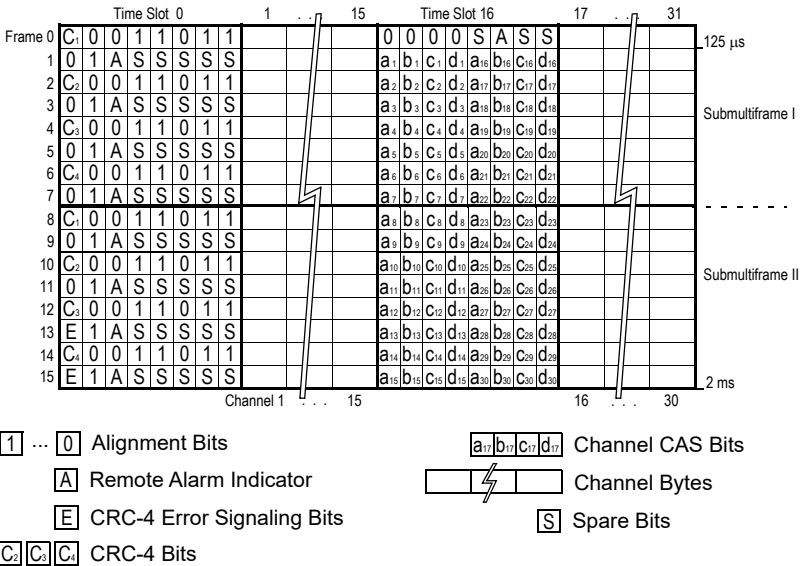 Time Slot 0 1 . . . 15 Time Slot 16 17 . . . 31
Frame 0 C1 0 0 1 1 0 1 1 0 0 0 0 S A S S 125 µs
1 0 1 A S S S S S a1 b1 c1 d1 a16 b16 c16 d16
2 C2 0 0 1 1 0 1 1 a2 b2 c2 d2 a17 b17 c17 d17
3 0 1 A S S S S S a3 b3 c3 d3 a18 b18 c18 d18
Submultiframe I
4 C3 0 0 1 1 0 1 1 a4 b4 c4 d4 a19 b19 c19 d19
5 0 1 A S S S S S a5 b5 c5 d5 a20 b20 c20 d20
6 C4 0 0 1 1 0 1 1 a6 b6 c6 d6 a21 b21 c21 d21
7 0 1 A S S S S S a7 b7 c7 d7 a22 b22 c22 d22
8 C1 0 0 1 1 0 1 1 a8 b8 c8 d8 a23 b23 c23 d23
9 0 1 A S S S S S a9 b9 c9 d9 a24 b24 c24 d24
10 C2 0 0 1 1 0 1 1 a10 b10 c10 d10 a25 b25 c25 d25
Submultiframe II
11 0 1 A S S S S S a11 b11 c11 d11 a26 b26 c26 d26
12 C3 0 0 1 1 0 1 1 a12 b12 c12 d12 a27 b27 c27 d27
13 E 1 A S S S S S a13 b13 c13 d13 a28 b28 c28 d28
14 C4 0 0 1 1 0 1 1 a14 b14 c14 d14 a29 b29 c29 d29
15 E 1 A S S S S S a15 b15 c15 d15 a30 b30 c30 d30 2 ms
Channel 1 . . . 15 16 . . . 30
1 ... 0 Alignment Bits
A Remote Alarm Indicator
E CRC-4 Error Signaling Bits
C2 C3 C4 CRC-4 Bits
a17 b17 c17 d17 Channel CAS Bits
Channel Bytes
S Spare Bits